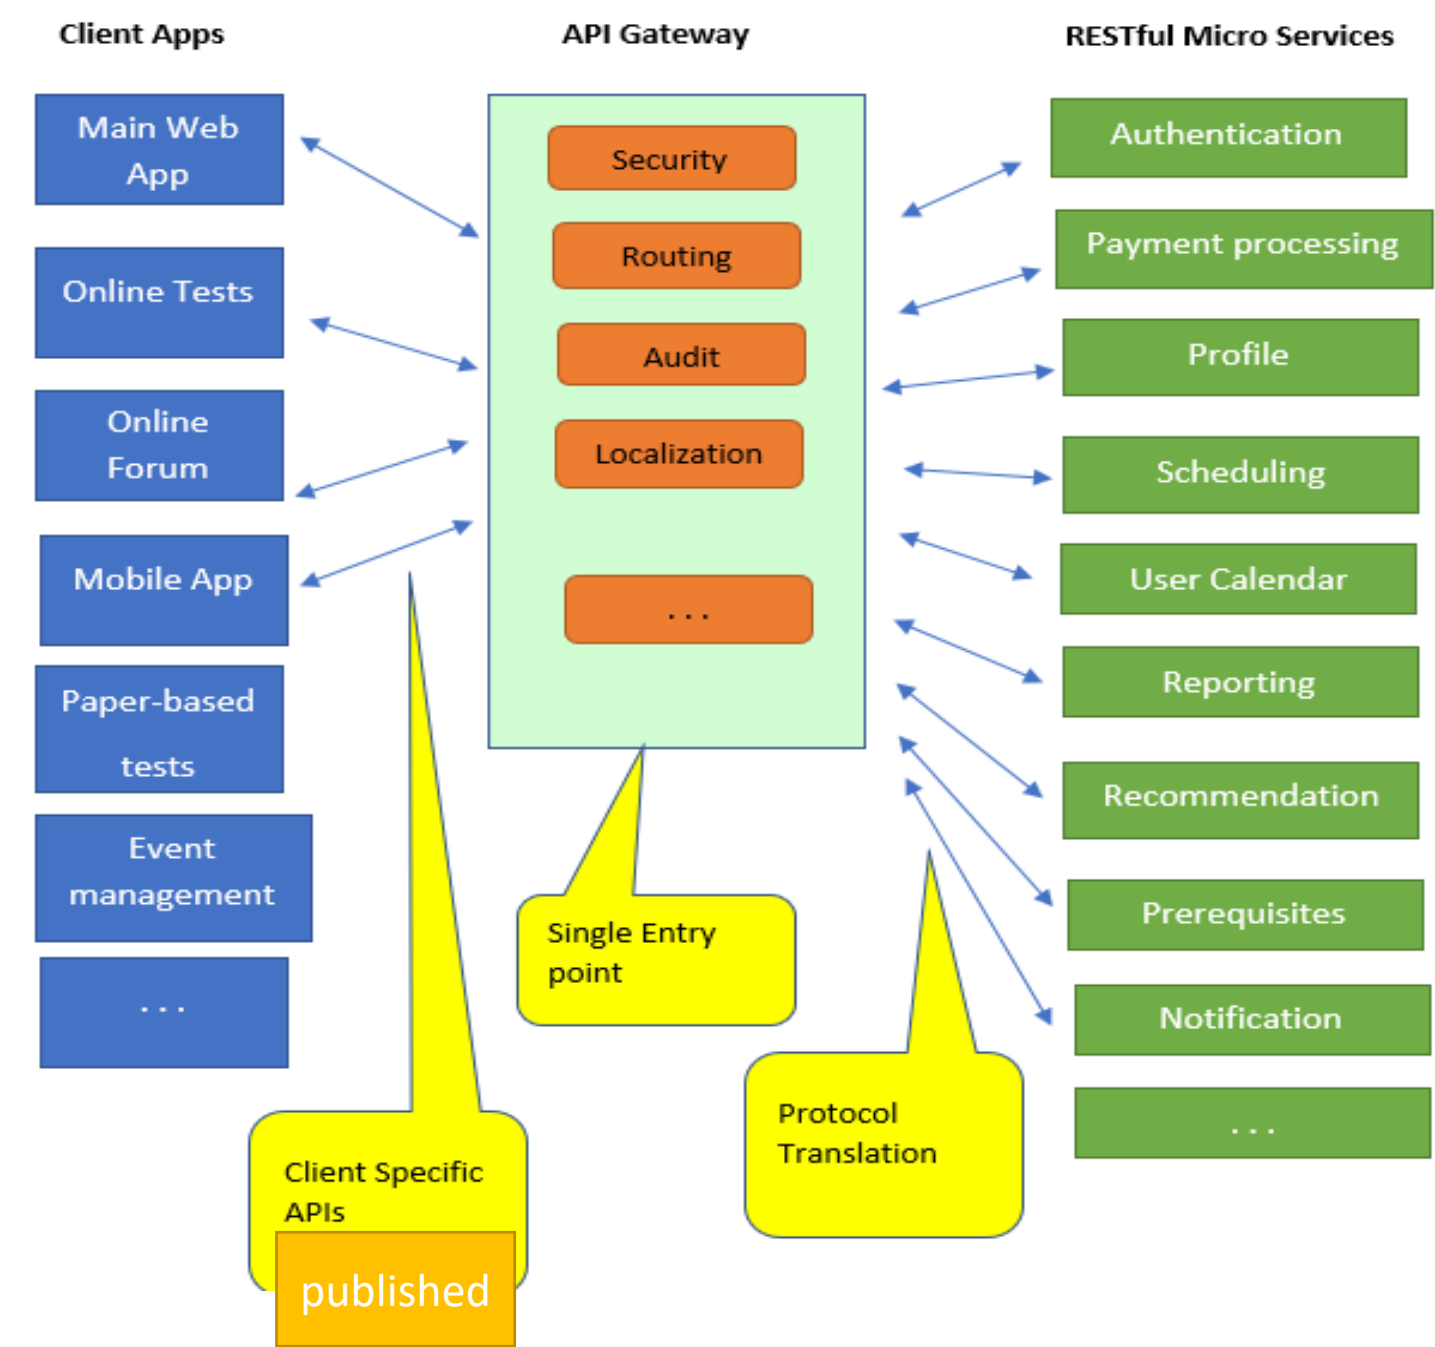 Client Apps
API Gateway
RESTful Micro Services
Main Web
App
Online Tests
Online
Forum
Mobile App
Paper-based
tests
Event
management
. . .
Security
Routing
Audit
Localization
. . .
Authentication
Payment processing
Profile
Scheduling
User Calendar
Reporting
Recommendation
Prerequisites
Notification
. . .
Single Entry
point
Protocol
Translation
Client Specific
APIs
published